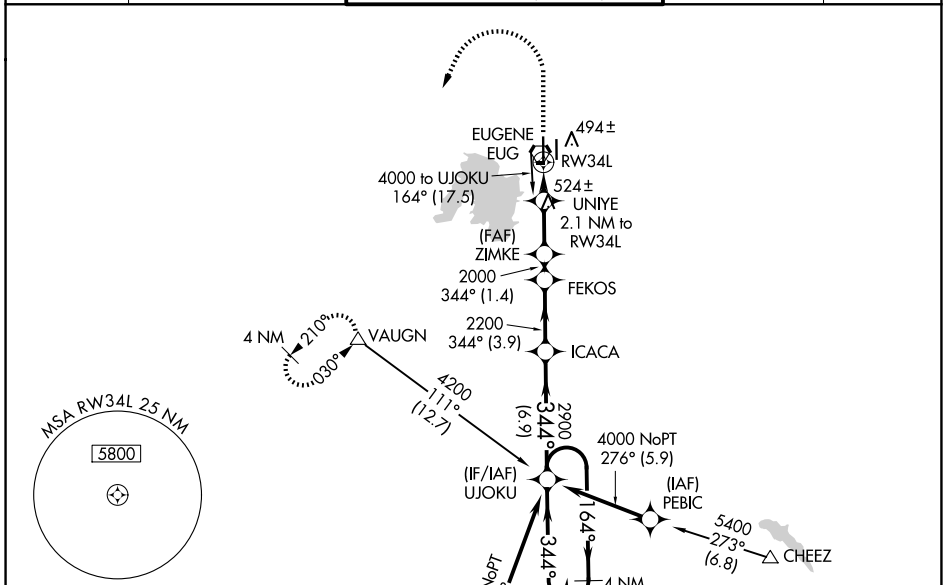 494±
EUGENE
EUG
RW34L
4000 to UJOKU
164° (17.5)
524±
UNIYE
2.1 NM to
RW34L
(FAF)
ZIMKE
2000
344° (1.4)
FEKOS
2200
344° (3.9)
ICACA
4 NM
210°
030°
VAUGN
4200
111°
(12.7)
2900
344°
(6.9)
4000 NoPT
276° (5.9)
MSA RW34L 25 NM
5800
(IF/IAF)
UJOKU
(IAF)
PEBIC
164°
5400
273°
(6.8)
CHEEZ
344°
NoPT
4 NM